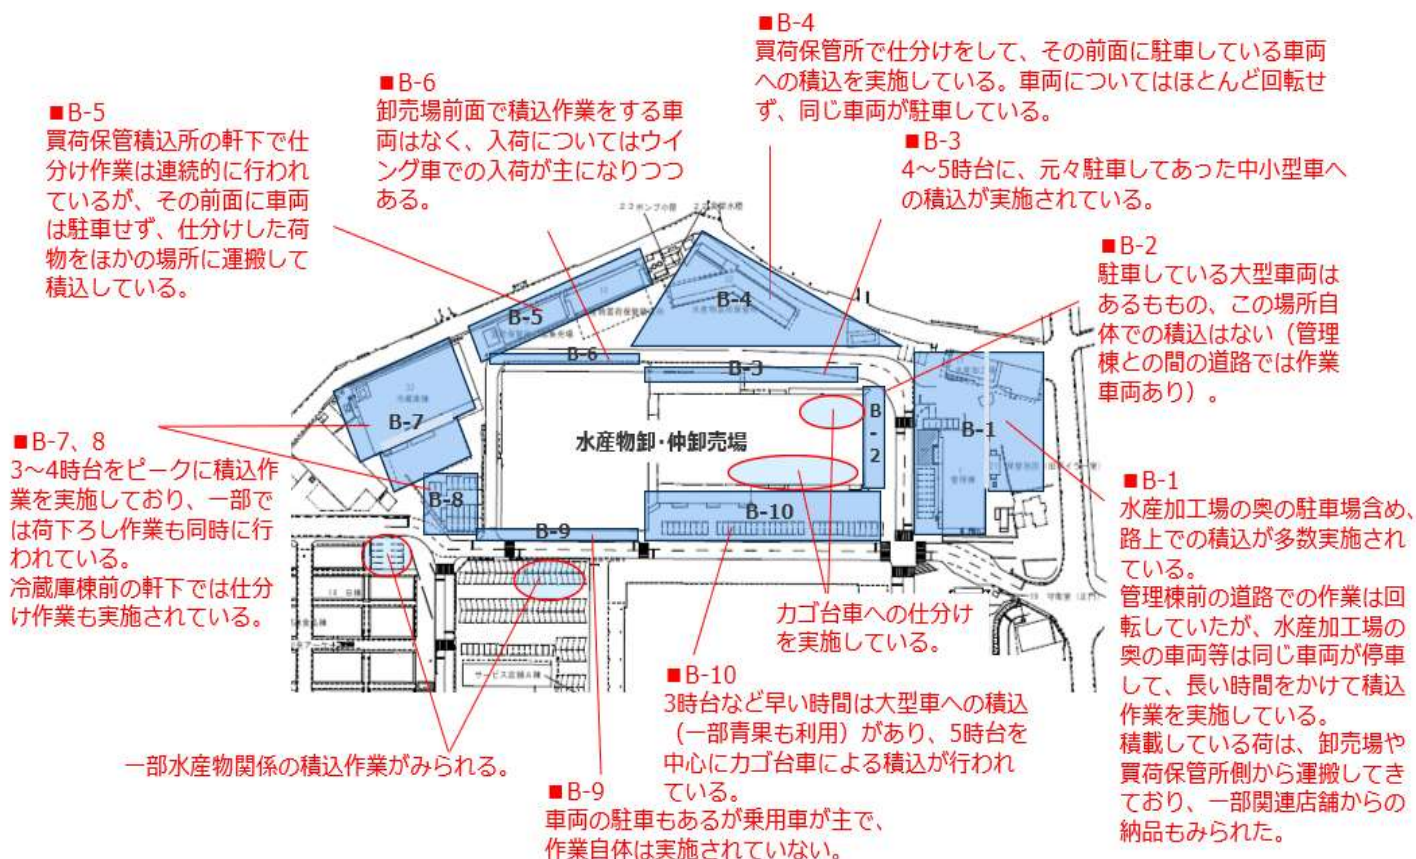 ■B-4
買荷保管所で仕分けをして、その前面に駐車している車両
への積込を実施している。車両についてはほとんど回転せ
ず、同じ車両が駐車している。
■B-6
卸売場前面で積込作業をする車
両はなく、入荷についてはウイ
ング車での入荷が主になりつつ
ある。
■B-5
買荷保管積込所の軒下で仕
分け作業は連続的に行われ
ているが、その前面に車両
は駐車せず、仕分けした荷
物をほかの場所に運搬して
積込している。
■B-3
4~5時台に、元々駐車してあった中小型車へ
の積込が実施されている。
■B-2
駐車している大型車両は
あるももの、この場所自
体での積込はない(管理
棟との間の道路では作業
車両あり)。
B-4
B-5
B-6
B-3
B-7
B-2
B-1
水産物卸・仲卸売場
B-8
B-10
B-9
■B-7、8
3~4時台をピークに積込作
業を実施しており、一部で
は荷下ろし作業も同時に行
われている。
冷蔵庫棟前の軒下では仕分
け作業も実施されている。
■B-1
水産加工場の奥の駐車場含め、
路上での積込が多数実施され
ている。
管理棟前の道路での作業は回
転していたが、水産加工場の
奥の車両等は同じ車両が停車
して、長い時間をかけて積込
作業を実施している。
積載している荷は、卸売場や
買荷保管所側から運搬してき
ており、一部関連店舗からの
納品もみられた。
カゴ台車への仕分け
を実施している。
サービス店舗A棟
■B-10
3時台など早い時間は大型車への積込
(一部青果も利用)があり、5時台を
中心にカゴ台車による積込が行われ
ている。
一部水産物関係の積込作業がみられる。
■B-9
車両の駐車もあるが乗用車が主で、
作業自体は実施されていない。